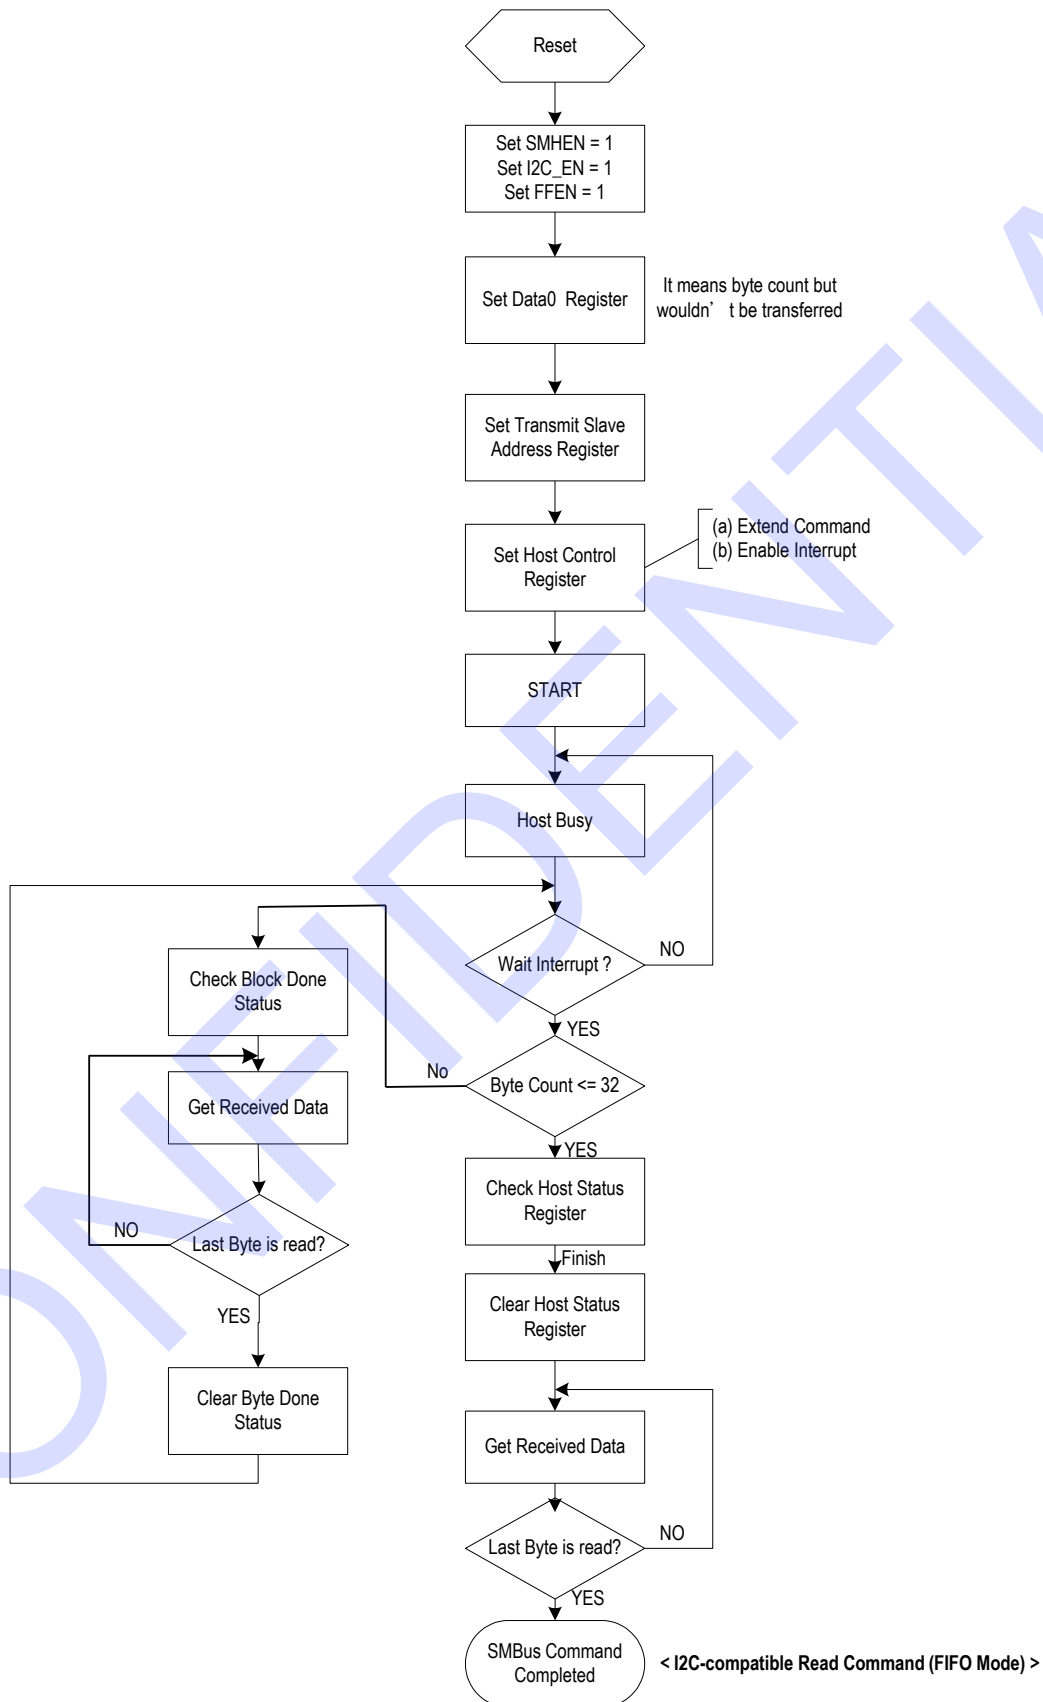 Reset
Set SMHEN = 1
Set I2C_EN = 1
Set FFEN = 1
Set Data0 Register
It means byte count but
wouldn’ t be transferred
Set Transmit Slave
Address Register
Set Host Control
Register
(a) Extend Command
(b) Enable Interrupt
START
Host Busy
Wait Interrupt ?
NO
YES
Byte Count <= 32
No
YES
Check Block Done
Status
Get Received Data
Last Byte is read?
NO
YES
Clear Byte Done
Status
Check Host Status
Register
Finish
Clear Host Status
Register
Get Received Data
Last Byte is read?
NO
YES
SMBus Command
Completed
< I2C-compatible Read Command (FIFO Mode) >
ONFIDENTIA